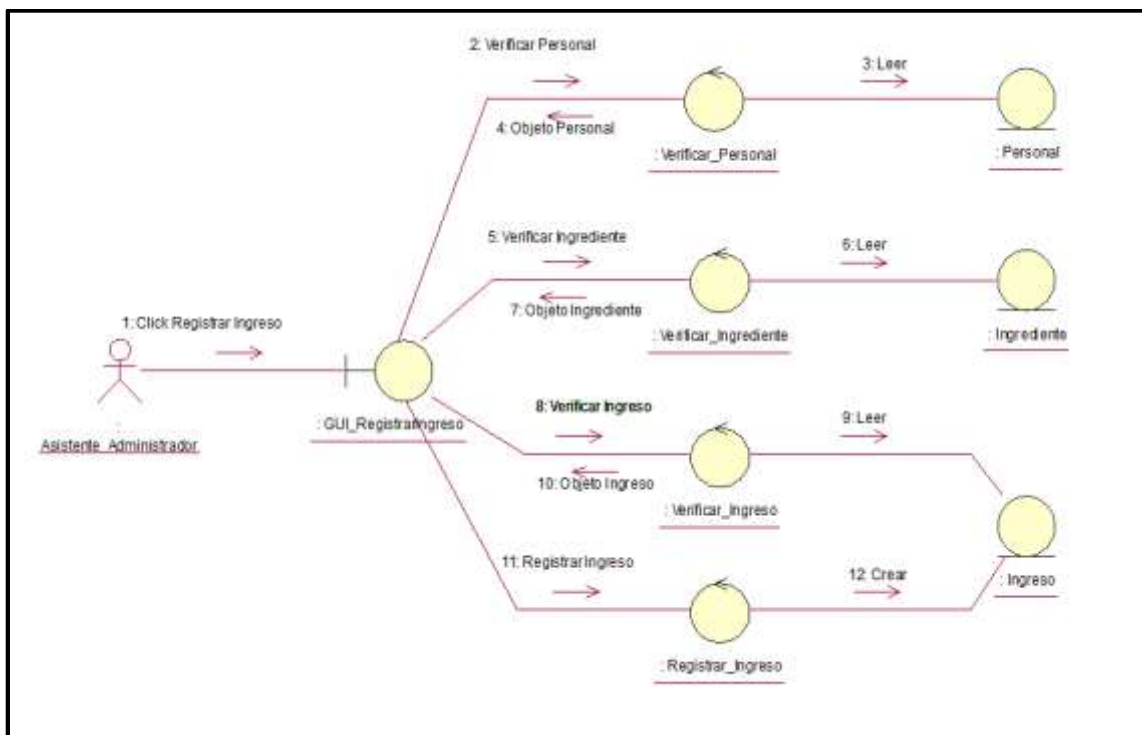 2: Verificar Personal
3: Leer
4: Objeto Personal
: Verificar_Personal
: Personal
5: Verificar Ingrediente
6: Leer
7: Objeto Ingrediente
: Verificar_Ingrediente
: Ingrediente
1: Click Registrar Ingreso
:
Asistente_Administrador
: GUI_RegistrarIngreso
8: Verificar Ingreso
9: Leer
10: Objeto Ingreso
: Verificar_Ingreso
: Ingreso
11: Registrar Ingreso
12: Crear
: Registrar_Ingreso